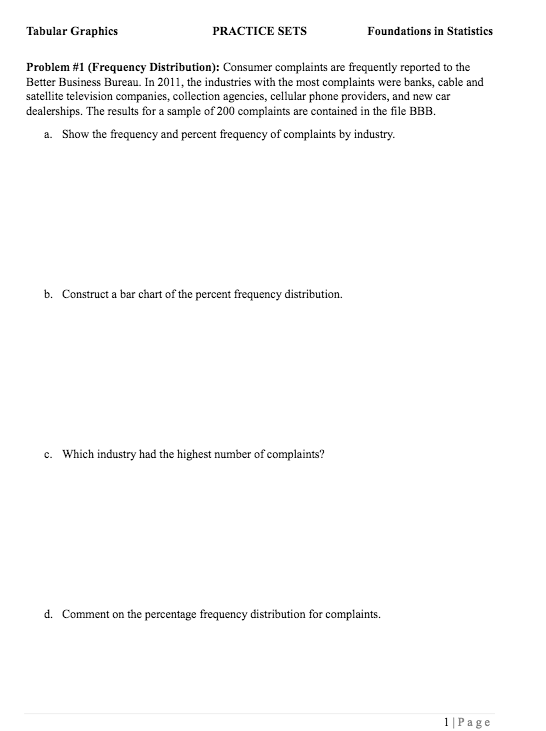 Tabular Graphics PRACTICE SETS Foundations in Statistics
Problem #1 (Frequency Distribution): Consumer complaints are frequently reported to the
Better Business Bureau. In 2011, the industries with the most complaints were banks, cable and
satellite television companies, collection agencies, cellular phone providers, and new car
dealerships. The results for a sample of 200 complaints are contained in the file BBB.
a. Show the frequency and percent frequency of complaints by industry.
b. Construct a bar chart of the percent frequency distribution.
c. Which industry had the highest number of complaints?
d. Comment on the percentage frequency distribution for complaints.
1 | Page